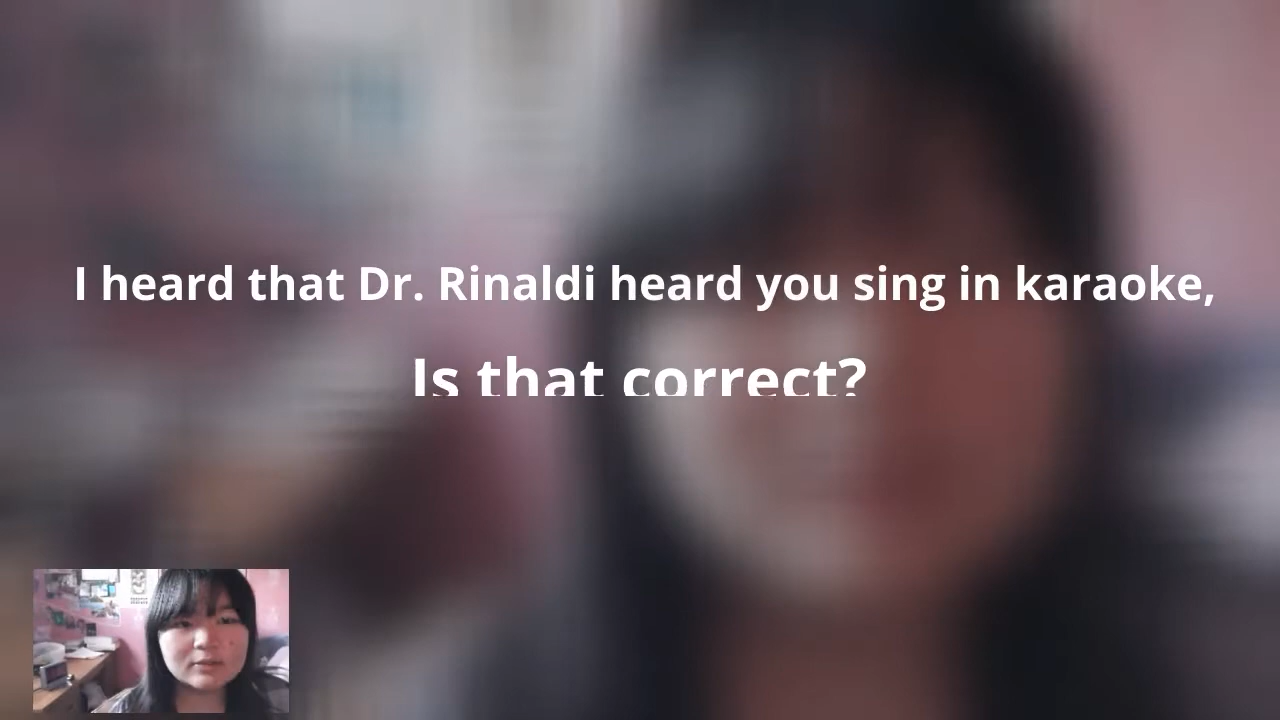 I heard that Dr. Rinaldi heard you sing in karaoke,
Is that correct?